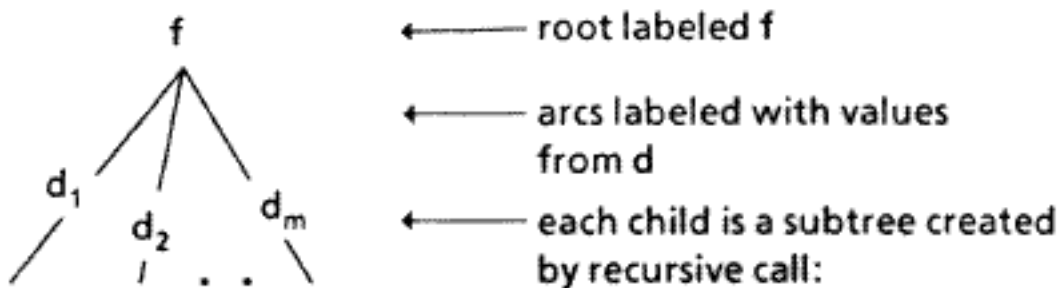 f
root labeled f
arcs labeled with values
from d
d₁
d₂
dₘ
each child is a subtree created
by recursive call: